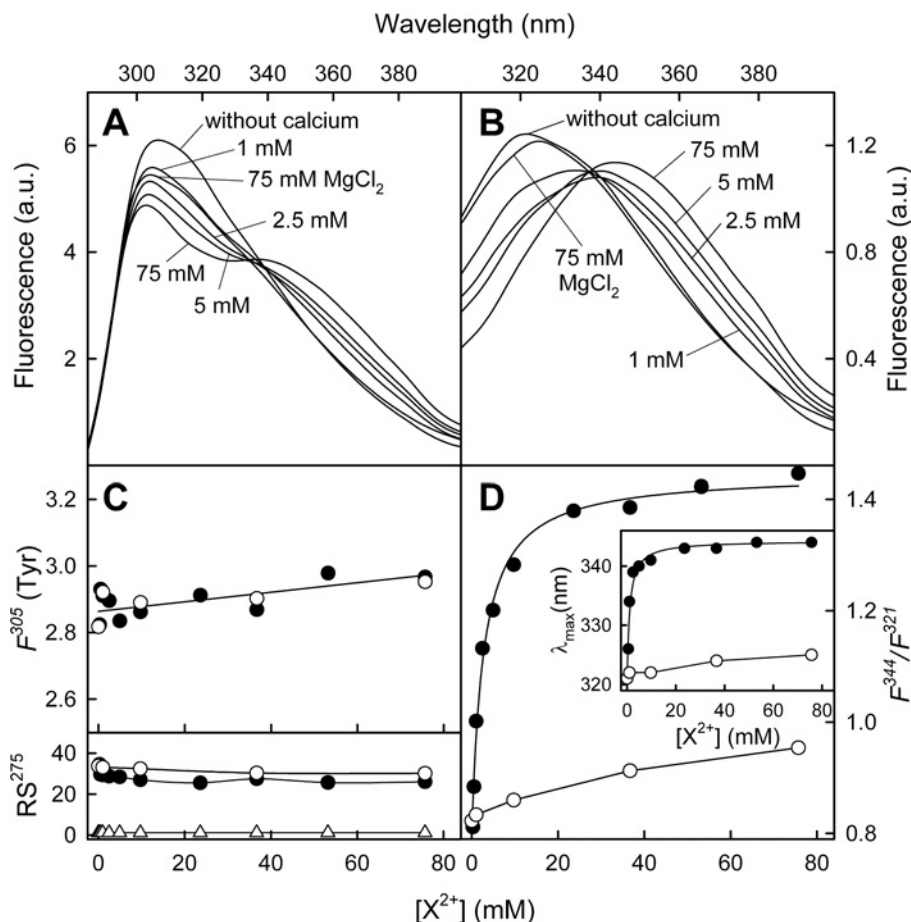 Wavelength (nm)
300 320 340 360 380
320 340 360 380
A
without calcium
1 mM
75 mM MgCl₂
2.5 mM
75 mM
5 mM
Fluorescence (a.u.)
6
4
2
B
without calcium
75 mM
5 mM
2.5 mM
75 mM
MgCl₂
1 mM
Fluorescence (a.u.)
1.2
0.8
0.4
C
F³⁰⁵ (Tyr)
3.2
3.0
2.8
2.6
RS²⁷⁵
40
20
0
0 20 40 60 80
D
F³⁴⁴/F³²¹
1.4
1.2
1.0
0.8
λmax(nm)
340
330
320
0 20 40 60 80
[X²⁺] (mM)
0 20 40 60 80
[X²⁺] (mM)